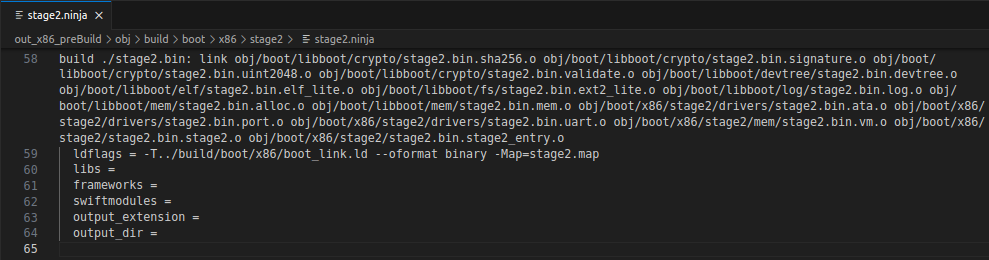 stage2.ninja
out_x86_preBuild > obj > build > boot > x86 > stage2 > stage2.ninja
58 build ./stage2.bin: link obj/boot/libboot/crypto/stage2.bin.sha256.o obj/boot/libboot/crypto/stage2.bin.signature.o obj/boot/
libboot/crypto/stage2.bin.uint2048.o obj/boot/libboot/crypto/stage2.bin.validate.o obj/boot/libboot/devtree/stage2.bin.devtree.o
obj/boot/libboot/elf/stage2.bin.elf_lite.o obj/boot/libboot/fs/stage2.bin.ext2_lite.o obj/boot/libboot/log/stage2.bin.log.o obj/
boot/libboot/mem/stage2.bin.alloc.o obj/boot/libboot/mem/stage2.bin.mem.o obj/boot/x86/stage2/drivers/stage2.bin.ata.o obj/boot/x86/
stage2/drivers/stage2.bin.port.o obj/boot/x86/stage2/drivers/stage2.bin.uart.o obj/boot/x86/stage2/mem/stage2.bin.vm.o obj/boot/x86/
stage2/stage2.bin.stage2.o obj/boot/x86/stage2/stage2.bin.stage2_entry.o
59 ldflags = -T../build/boot/x86/boot_link.ld --oformat binary -Map=stage2.map
60 libs =
61 frameworks =
62 swiftmodules =
63 output_extension =
64 output_dir =
65